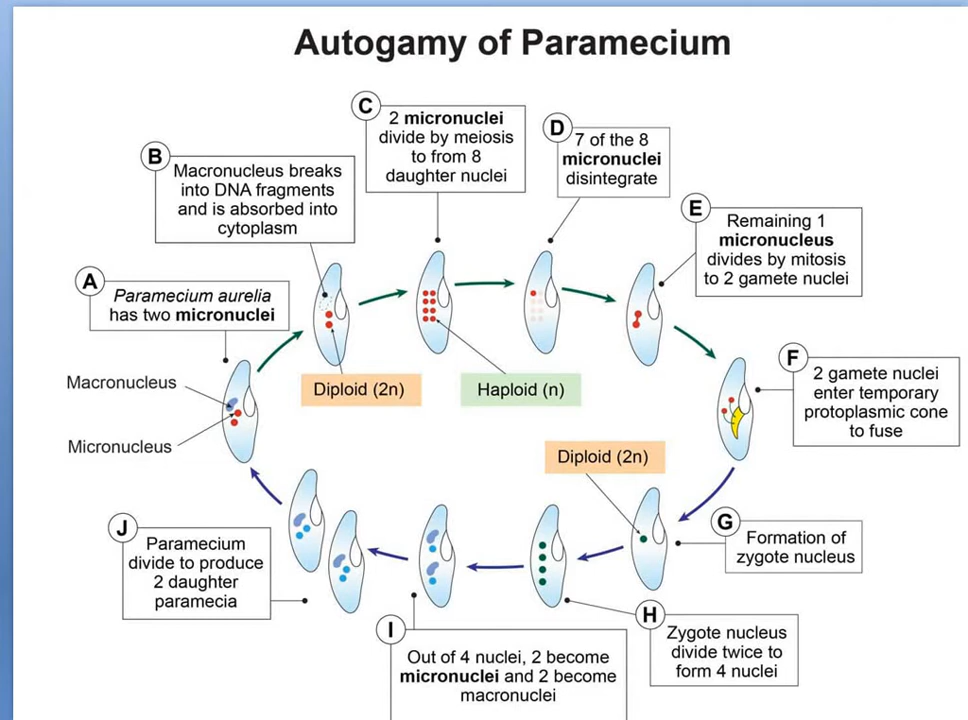 Autogamy of Paramecium
A
Paramecium aurelia
has two micronuclei
Macronucleus
Micronucleus
B
Macronucleus breaks
into DNA fragments
and is absorbed into
cytoplasm
Diploid (2n)
C
2 micronuclei
divide by meiosis
to from 8
daughter nuclei
Haploid (n)
D
7 of the 8
micronuclei
disintegrate
E
Remaining 1
micronucleus
divides by mitosis
to 2 gamete nuclei
F
2 gamete nuclei
enter temporary
protoplasmic cone
to fuse
Diploid (2n)
G
Formation of
zygote nucleus
H
Zygote nucleus
divide twice to
form 4 nuclei
I
Out of 4 nuclei, 2 become
micronuclei and 2 become
macronuclei
J
Paramecium
divide to produce
2 daughter
paramecia